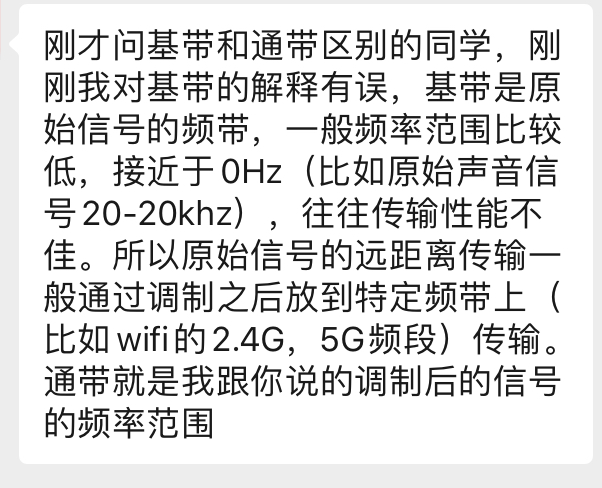 刚才问基带和通带区别的同学，刚
刚我对基带的解释有误，基带是原
始信号的频带，一般频率范围比较
低，接近于0Hz（比如原始声音信
号20-20khz），往往传输性能不
佳。所以原始信号的远距离传输一
般通过调制之后放到特定频带上（
比如wifi的2.4G，5G频段）传输。
通带就是我跟你说的调制后的信号
的频率范围